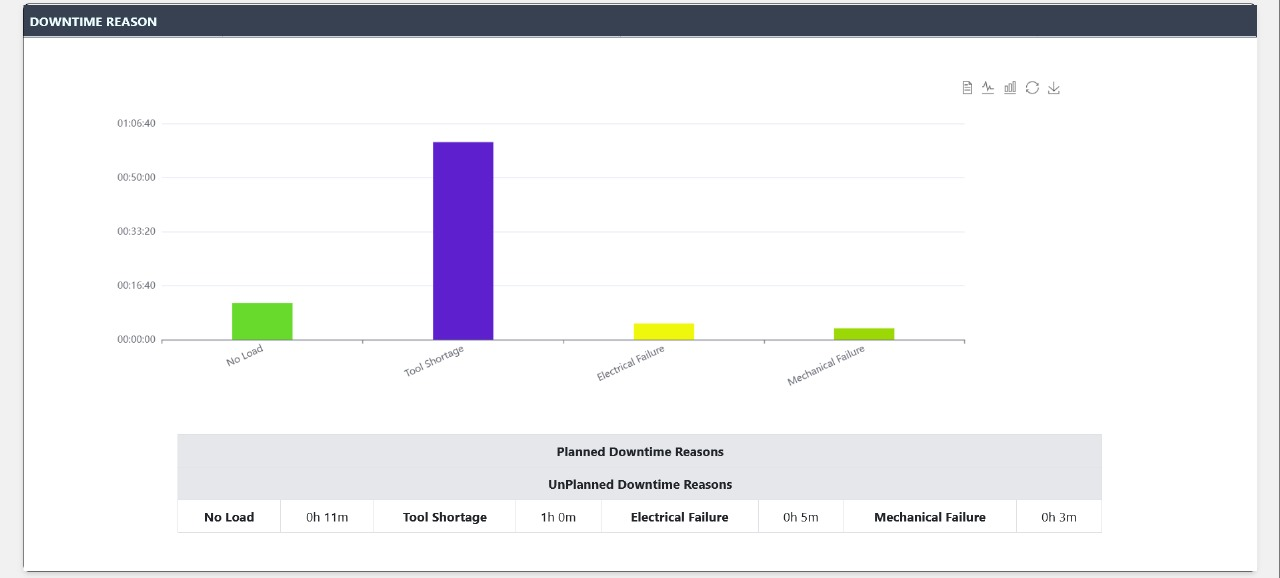 DOWNTIME REASON
01:06:40
00:50:00
00:33:20
00:16:40
00:00:00
No Load
Tool Shortage
Electrical Failure
Mechanical Failure
Planned Downtime Reasons
UnPlanned Downtime Reasons
No Load 0h 11m Tool Shortage 1h 0m Electrical Failure 0h 5m Mechanical Failure 0h 3m